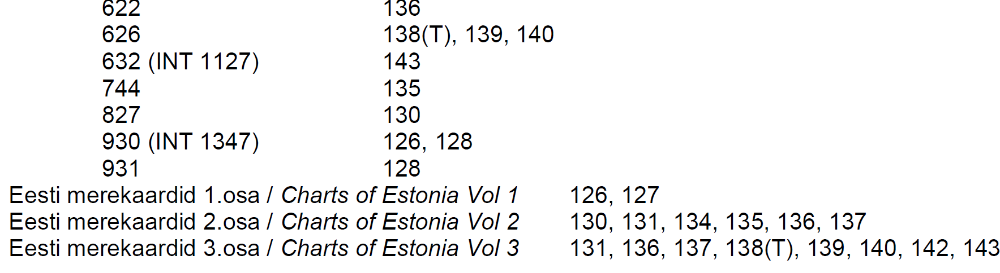 622 136
626 138(T), 139, 140
632 (INT 1127) 143
744 135
827 130
930 (INT 1347) 126, 128
931 128
Eesti merekaardid 1.osa / Charts of Estonia Vol 1 126, 127
Eesti merekaardid 2.osa / Charts of Estonia Vol 2 130, 131, 134, 135, 136, 137
Eesti merekaardid 3.osa / Charts of Estonia Vol 3 131, 136, 137, 138(T), 139, 140, 142, 143